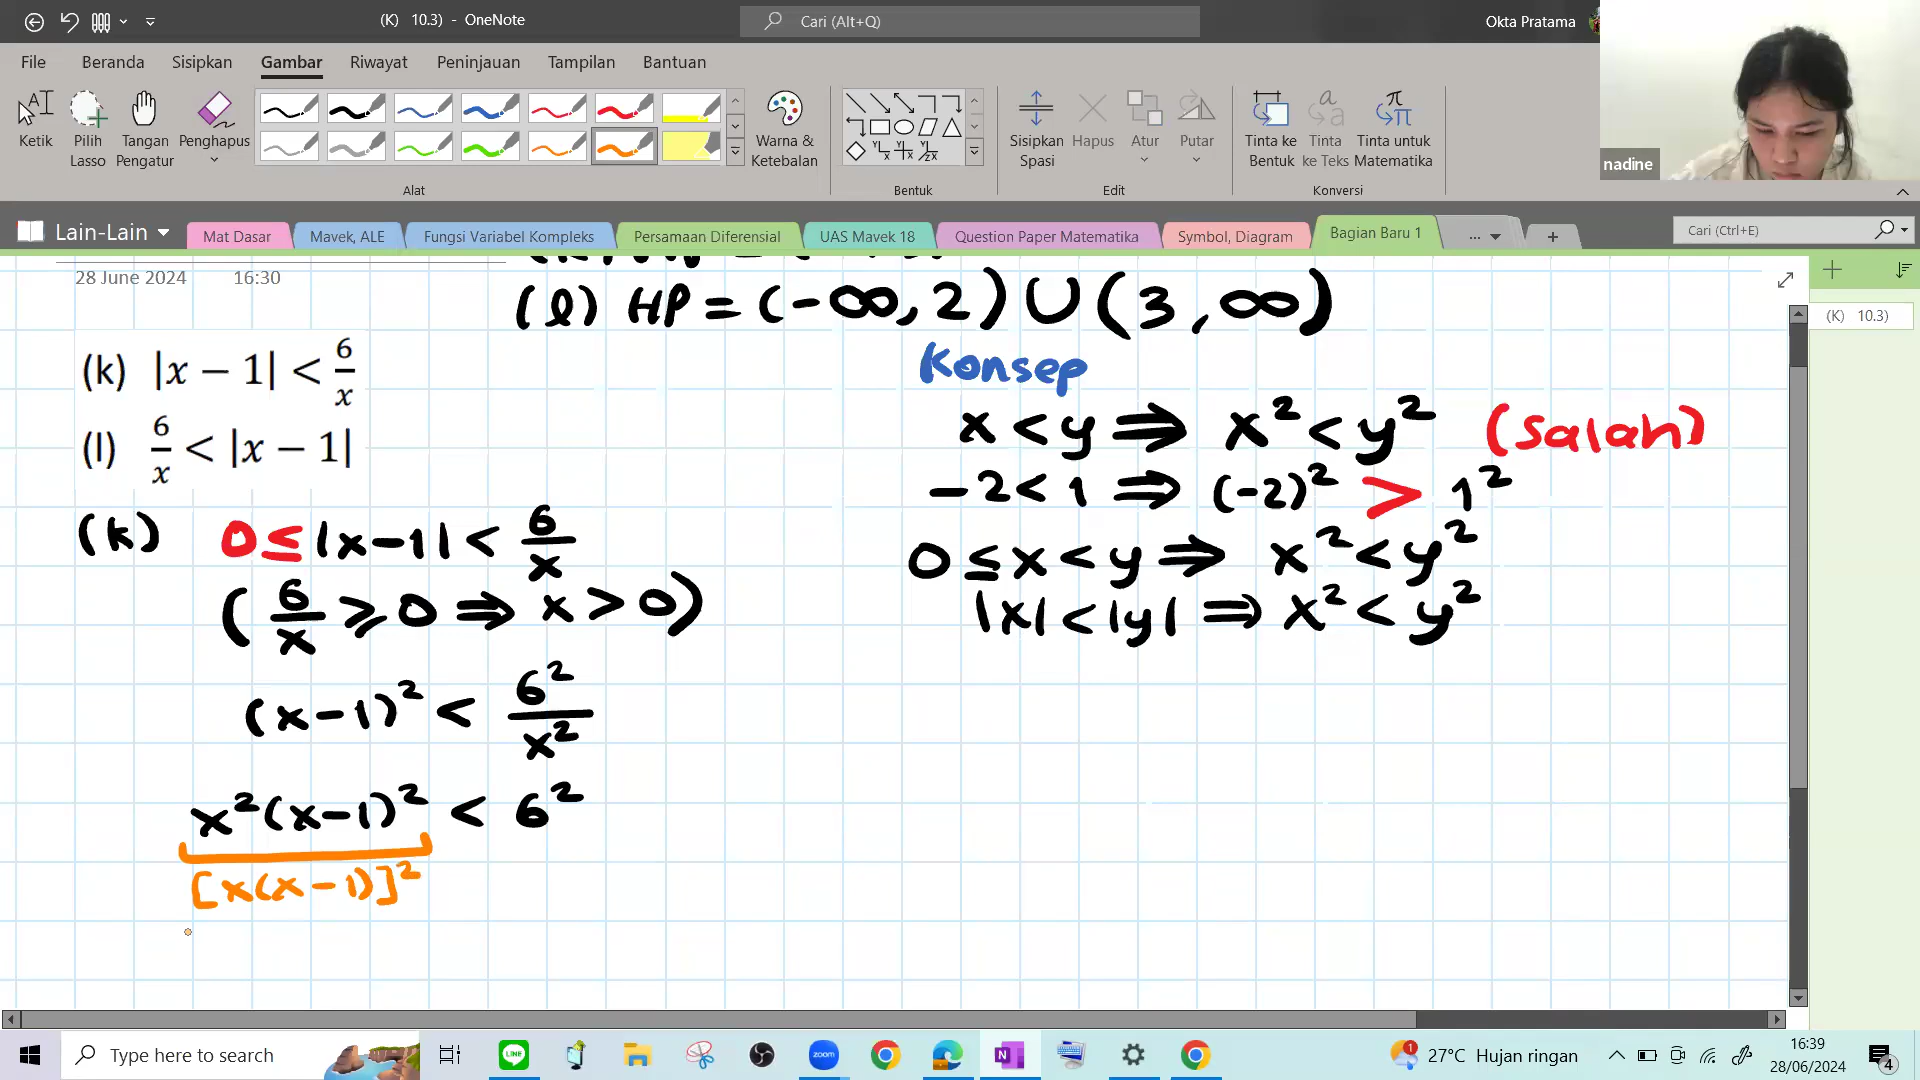 (K) 10.3) - OneNote
Cari (Alt+Q)
Okta Pratama
File Beranda Sisipkan Gambar Riwayat Peninjauan Tampilan Bantuan
Ketik
Pilih Lasso
Tangan Pengatur
Penghapus
Warna & Ketebalan
Sisipkan Spasi
Hapus
Atur
Putar
Tinta ke Bentuk
Tinta ke Teks
Tinta untuk Matematika
Alat
Bentuk
Edit
Konversi
nadine
Lain-Lain
Mat Dasar
Mavek, ALE
Fungsi Variabel Kompleks
Persamaan Diferensial
UAS Mavek 18
Question Paper Matematika
Symbol, Diagram
Bagian Baru 1
...
Cari (Ctrl+E)
(K) 10.3)
28 June 2024 16:30
(l) HP = (-∞, 2) ∪ (3, ∞)
(k) |x − 1| < 6/x
(l) 6/x < |x − 1|
Konsep
x < y ⇒ x² < y² (salah)
-2 < 1 ⇒ (-2)² > 1²
0 ≤ x < y ⇒ x² < y²
|x| < |y| ⇒ x² < y²
(k) 0 ≤ |x-1| < 6/x
(6/x ≥ 0 ⇒ x > 0)
(x-1)² < 6²/x²
x²(x-1)² < 6²
[x(x-1)]²
Type here to search
LINE
zoom
27°C Hujan ringan
16:39
28/06/2024
4